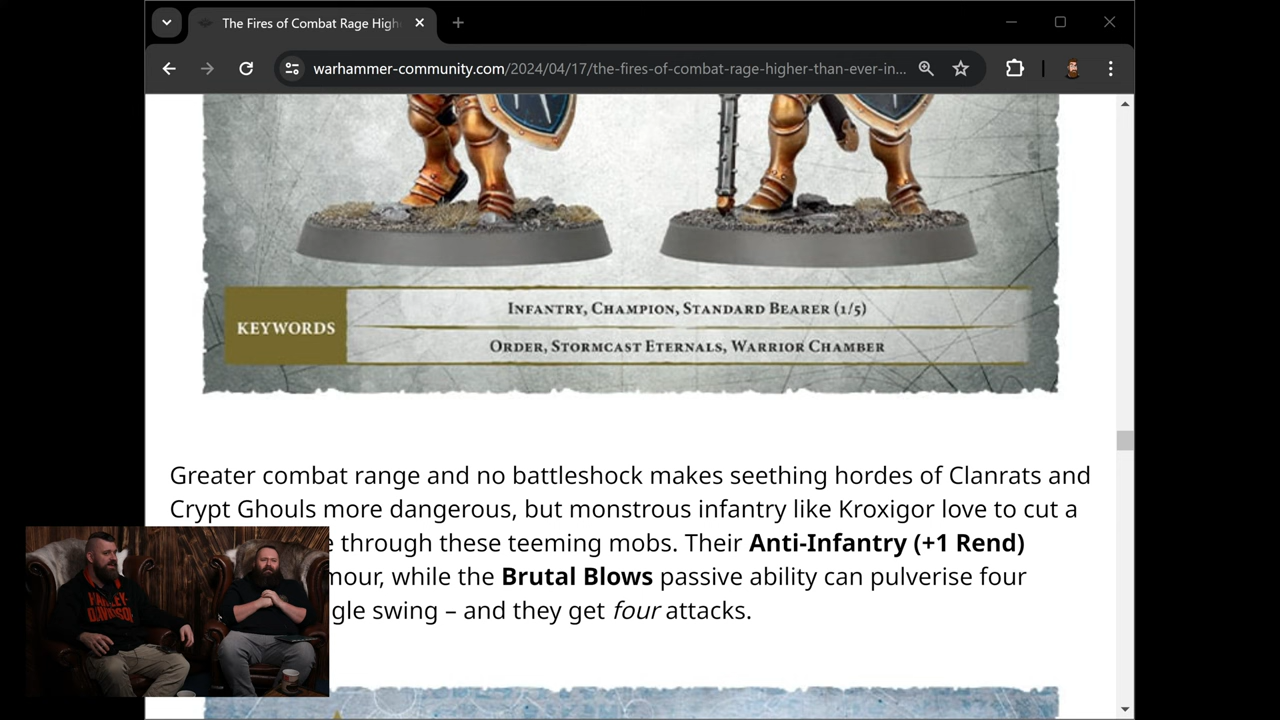 The Fires of Combat Rage High
warhammer-community.com/2024/04/17/the-fires-of-combat-rage-higher-than-ever-in...
KEYWORDS
INFANTRY, CHAMPION, STANDARD BEARER (1/5)
ORDER, STORMCAST ETERNALS, WARRIOR CHAMBER
Greater combat range and no battleshock makes seething hordes of Clanrats and
Crypt Ghouls more dangerous, but monstrous infantry like Kroxigor love to cut a
through these teeming mobs. Their Anti-Infantry (+1 Rend)
while the Brutal Blows passive ability can pulverise four
swing – and they get four attacks.
HARLEY-
DAVIDSON